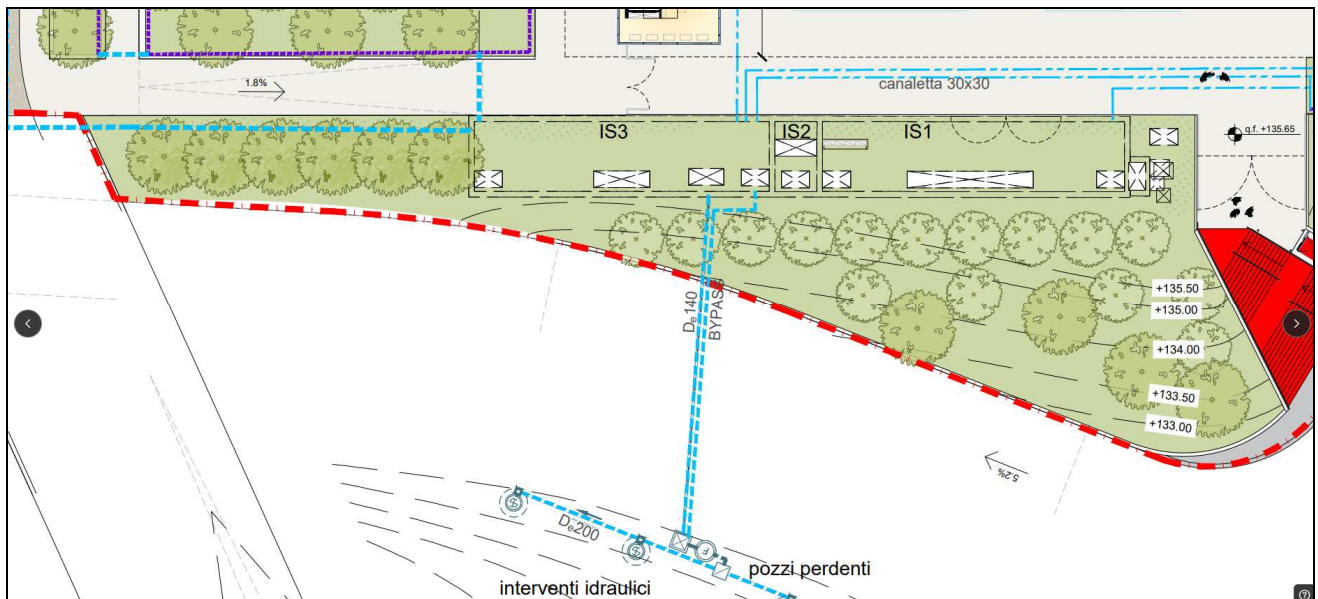 1.8%
canaletta 30x30
IS3
IS2
IS1
q.f. +135.65
+135.50
+135.00
+134.00
+133.50
+133.00
Dₑ140
BYPASS
5.2%
Dₑ200
F
S
S
pozzi perdenti
interventi idraulici